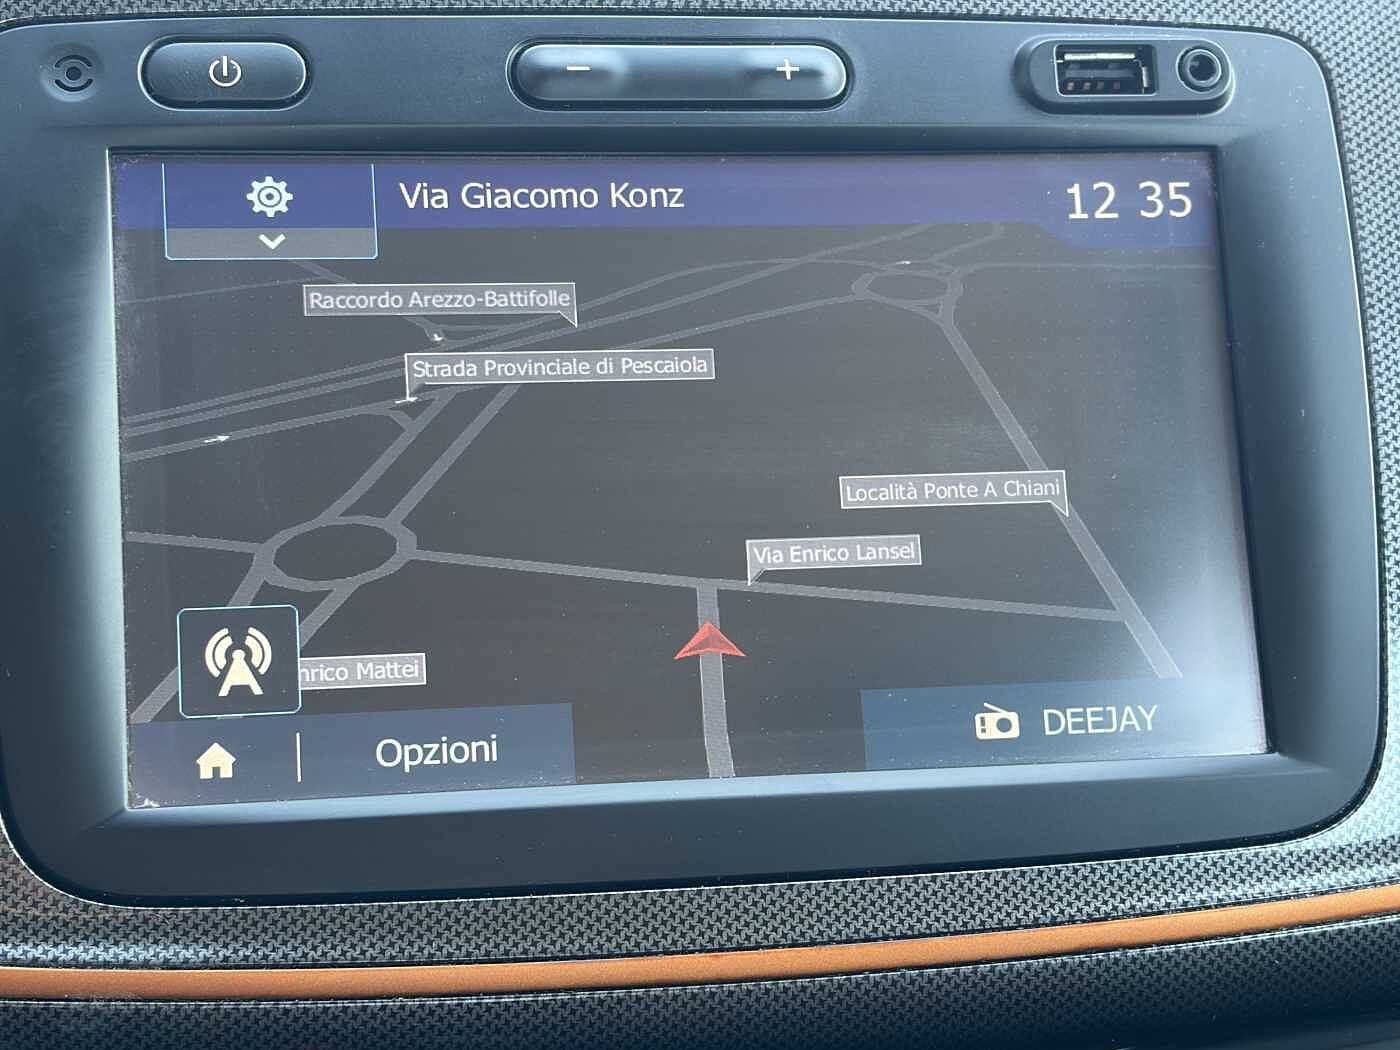 Via Giacomo Konz
12 35
Raccordo Arezzo-Battifolle
Strada Provinciale di Pescaiola
Località Ponte A Chiani
Via Enrico Lansel
nrico Mattei
Opzioni
DEEJAY